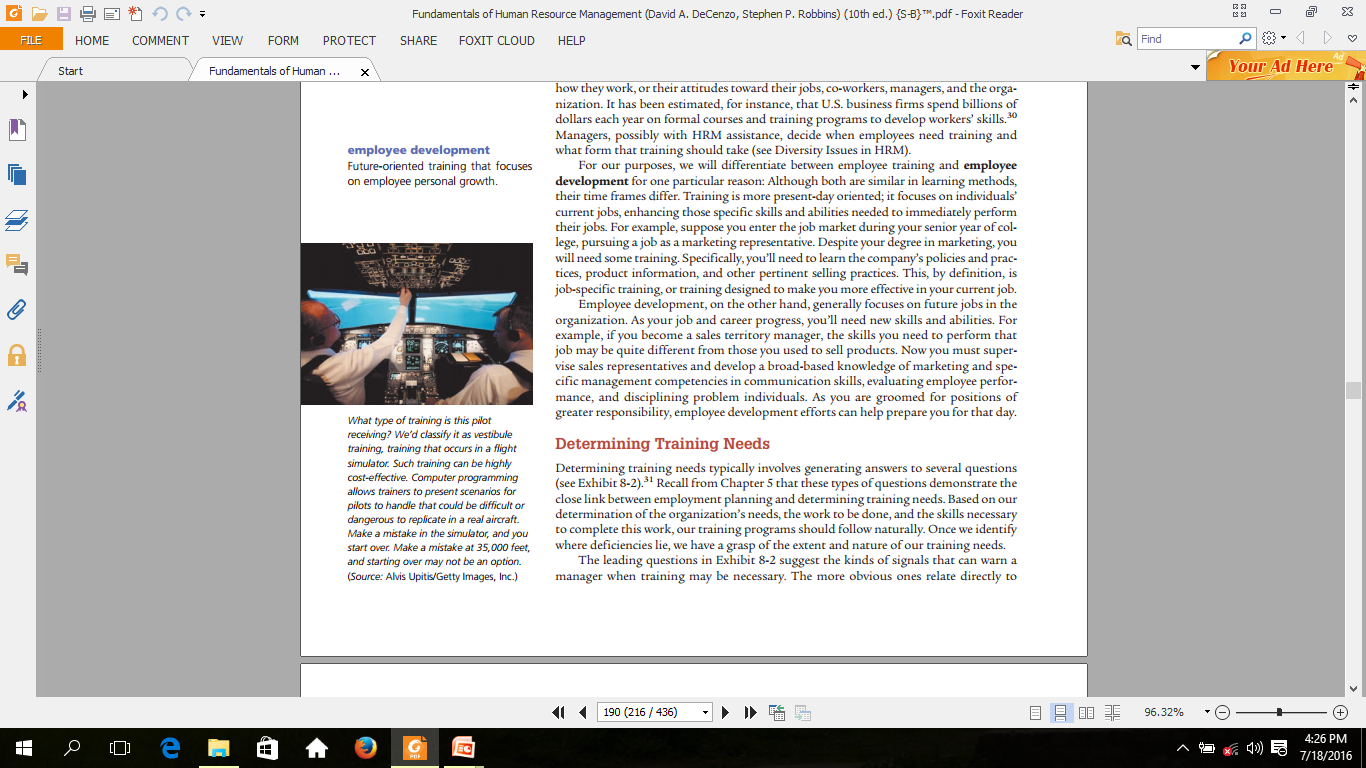 Fundamentals of Human Resource Management (David A. DeCenzo, Stephen P. Robbins) (10th ed.) {S-B}™.pdf - Foxit Reader
FILE HOME COMMENT VIEW FORM PROTECT SHARE FOXIT CLOUD HELP
Find
Start
Fundamentals of Human ...
Your Ad Here
Ad
how they work, or their attitudes toward their jobs, co-workers, managers, and the orga-
nization. It has been estimated, for instance, that U.S. business firms spend billions of
dollars each year on formal courses and training programs to develop workers' skills.30
Managers, possibly with HRM assistance, decide when employees need training and
what form that training should take (see Diversity Issues in HRM).
employee development
Future-oriented training that focuses
on employee personal growth.
For our purposes, we will differentiate between employee training and employee
development for one particular reason: Although both are similar in learning methods,
their time frames differ. Training is more present-day oriented; it focuses on individuals'
current jobs, enhancing those specific skills and abilities needed to immediately perform
their jobs. For example, suppose you enter the job market during your senior year of col-
lege, pursuing a job as a marketing representative. Despite your degree in marketing, you
will need some training. Specifically, you'll need to learn the company's policies and prac-
tices, product information, and other pertinent selling practices. This, by definition, is
job-specific training, or training designed to make you more effective in your current job.
Employee development, on the other hand, generally focuses on future jobs in the
organization. As your job and career progress, you'll need new skills and abilities. For
example, if you become a sales territory manager, the skills you need to perform that
job may be quite different from those you used to sell products. Now you must super-
vise sales representatives and develop a broad-based knowledge of marketing and spe-
cific management competencies in communication skills, evaluating employee perfor-
mance, and disciplining problem individuals. As you are groomed for positions of
greater responsibility, employee development efforts can help prepare you for that day.
What type of training is this pilot
receiving? We'd classify it as vestibule
training, training that occurs in a flight
simulator. Such training can be highly
cost-effective. Computer programming
allows trainers to present scenarios for
pilots to handle that could be difficult or
dangerous to replicate in a real aircraft.
Make a mistake in the simulator, and you
start over. Make a mistake at 35,000 feet,
and starting over may not be an option.
(Source: Alvis Upitis/Getty Images, Inc.)
Determining Training Needs
Determining training needs typically involves generating answers to several questions
(see Exhibit 8-2).31 Recall from Chapter 5 that these types of questions demonstrate the
close link between employment planning and determining training needs. Based on our
determination of the organization's needs, the work to be done, and the skills necessary
to complete this work, our training programs should follow naturally. Once we identify
where deficiencies lie, we have a grasp of the extent and nature of our training needs.
The leading questions in Exhibit 8-2 suggest the kinds of signals that can warn a
manager when training may be necessary. The more obvious ones relate directly to
190 (216 / 436)
96.32%
PDF
4:26 PM
7/18/2016